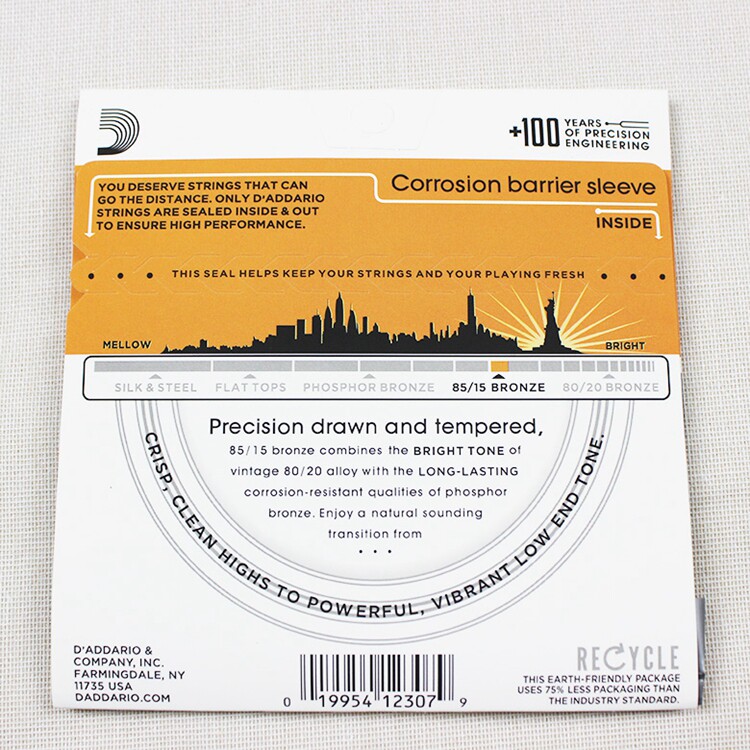 +100 YEARS
OF PRECISION
ENGINEERING
YOU DESERVE STRINGS THAT CAN
GO THE DISTANCE. ONLY D'ADDARIO
STRINGS ARE SEALED INSIDE & OUT
TO ENSURE HIGH PERFORMANCE.
Corrosion barrier sleeve
INSIDE
THIS SEAL HELPS KEEP YOUR STRINGS AND YOUR PLAYING FRESH
MELLOW
BRIGHT
SILK & STEEL FLAT TOPS PHOSPHOR BRONZE 85/15 BRONZE 80/20 BRONZE
Precision drawn and tempered,
85/15 bronze combines the BRIGHT TONE of
vintage 80/20 alloy with the LONG-LASTING
corrosion-resistant qualities of phosphor
bronze. Enjoy a natural sounding
transition from
...
CRISP, CLEAN HIGHS TO POWERFUL, VIBRANT LOW END TONE.
D'ADDARIO &
COMPANY, INC.
FARMINGDALE, NY
11735 USA
DADDARIO.COM
0 19954 12307 9
RECYCLE
THIS EARTH-FRIENDLY PACKAGE
USES 75% LESS PACKAGING THAN
THE INDUSTRY STANDARD.